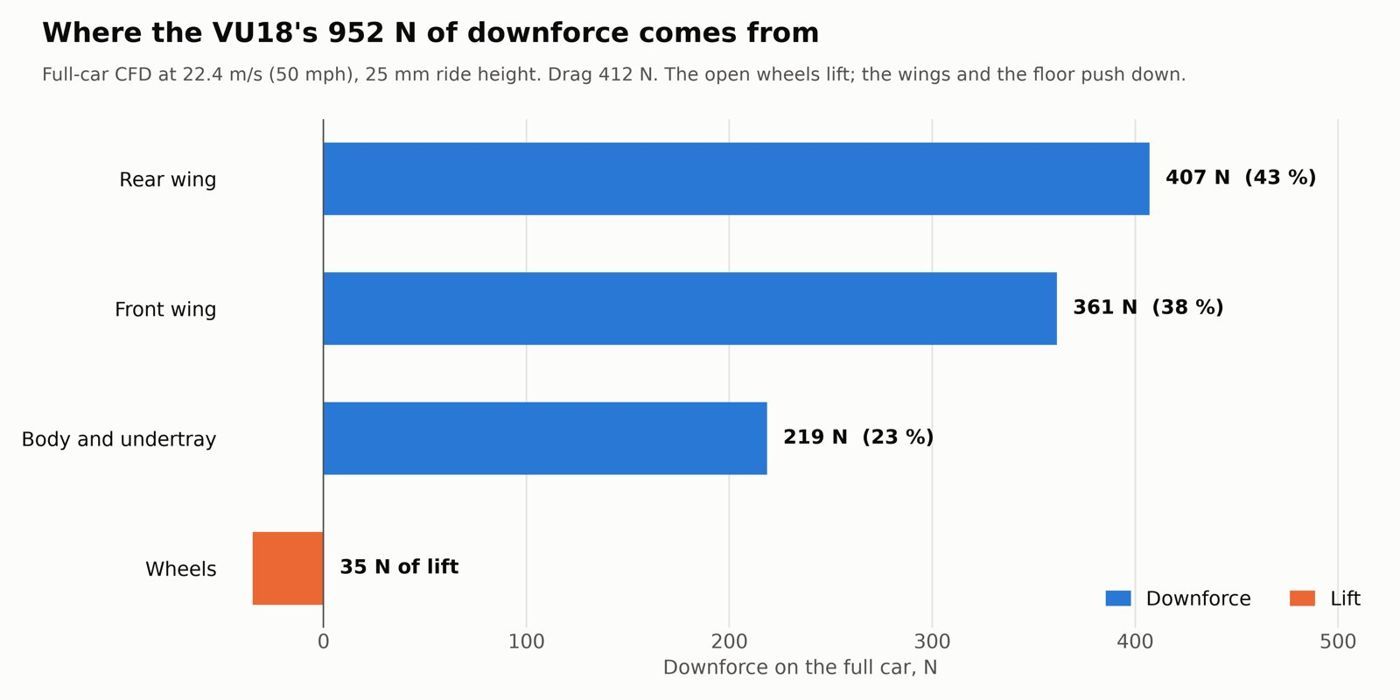 Where the VU18's 952 N of downforce comes from
Full-car CFD at 22.4 m/s (50 mph), 25 mm ride height. Drag 412 N. The open wheels lift; the wings and the floor push down.
Rear wing
407 N (43 %)
Front wing
361 N (38 %)
Body and undertray
219 N (23 %)
Wheels
35 N of lift
Downforce
Lift
0
100
200
300
400
500
Downforce on the full car, N